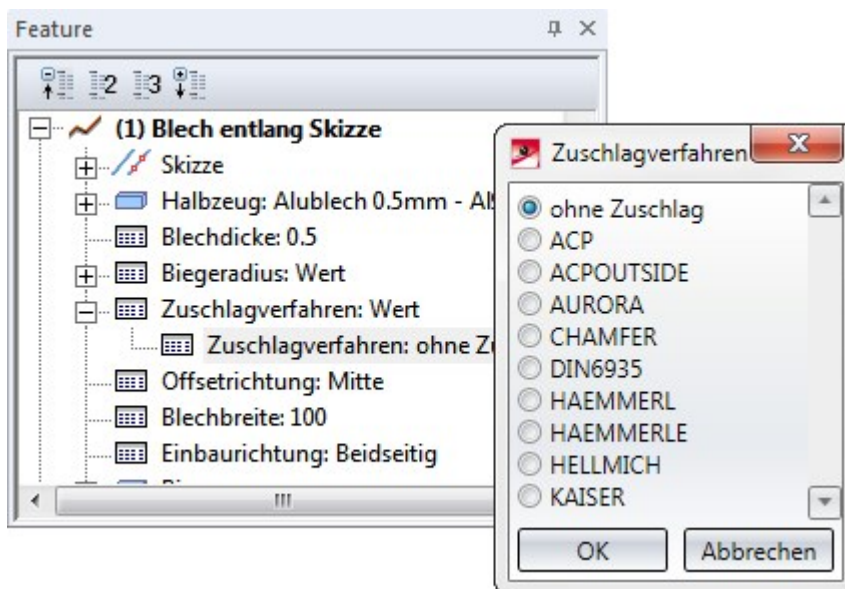 Feature
2 3
(1) Blech entlang Skizze
Skizze
Halbzeug: Alublech 0.5mm -
Blechdicke: 0.5
Biegeradius: Wert
Zuschlagverfahren: Wert
Zuschlagverfahren: ohne
Offsetrichtung: Mitte
Blechbreite: 100
Einbaurichtung: Beidseitig
Zuschlagverfahren
ohne Zuschlag
ACP
ACPOUTSIDE
AURORA
CHAMFER
DIN6935
HAEMMERL
HAEMMERLE
HELLMICH
KAISER
OK Abbrechen